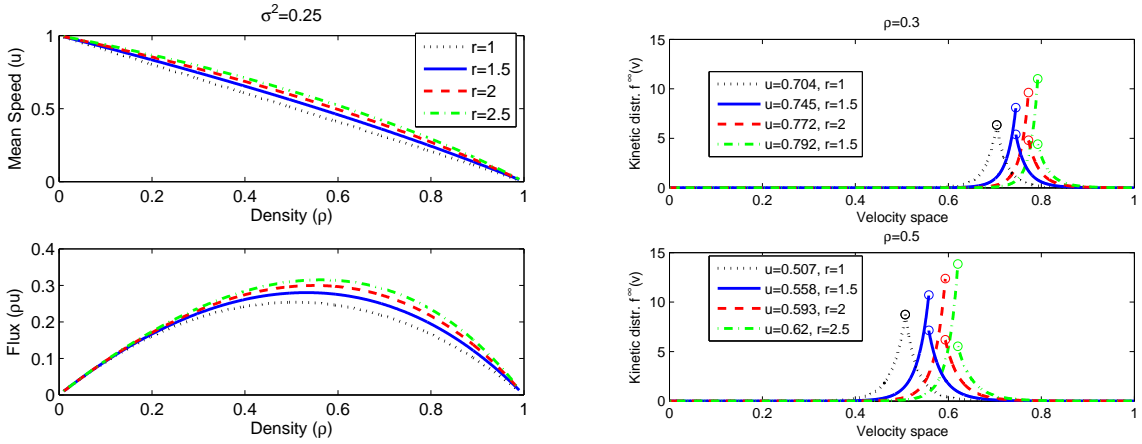 σ²=0.25
Mean Speed (u)
1
0.5
0
r=1
r=1.5
r=2
r=2.5
0 0.2 0.4 0.6 0.8 1
Density (ρ)
Flux (ρu)
0.4
0.3
0.2
0.1
0
0 0.2 0.4 0.6 0.8 1
Density (ρ)
ρ=0.3
Kinetic distr. f^∞(v)
15
10
5
0
u=0.704, r=1
u=0.745, r=1.5
u=0.772, r=2
u=0.792, r=1.5
0 0.2 0.4 0.6 0.8 1
Velocity space
ρ=0.5
Kinetic distr. f^∞(v)
15
10
5
0
u=0.507, r=1
u=0.558, r=1.5
u=0.593, r=2
u=0.62, r=2.5
0 0.2 0.4 0.6 0.8 1
Velocity space